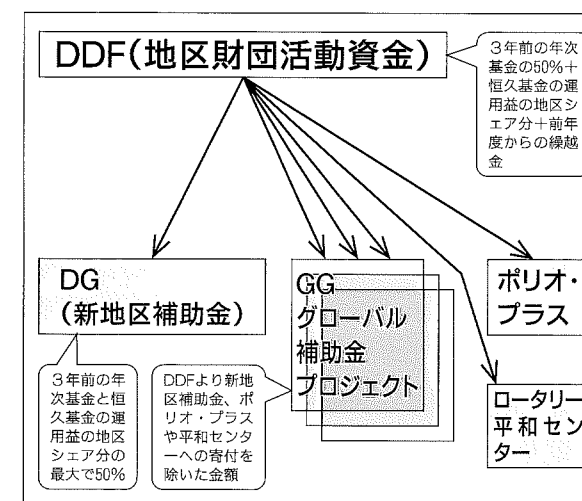 DDF(地区財団活動資金)
3年前の年次
基金の50%+
恒久基金の運
用益の地区シ
ェア分+前年
度からの繰越
金
DG
(新地区補助金)
GG
グローバル
補助金
プロジェクト
ポリオ・
プラス
3年前の年
次基金と恒
久基金の運
用益の地区
シェア分の
最大で50%
DDFより新地
区補助金、ポ
リオ・プラス
や平和センタ
ーへの寄付を
除いた金額
ロータリー
平和セン
ター